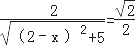 2/√((2-x)²+5) = √2/2